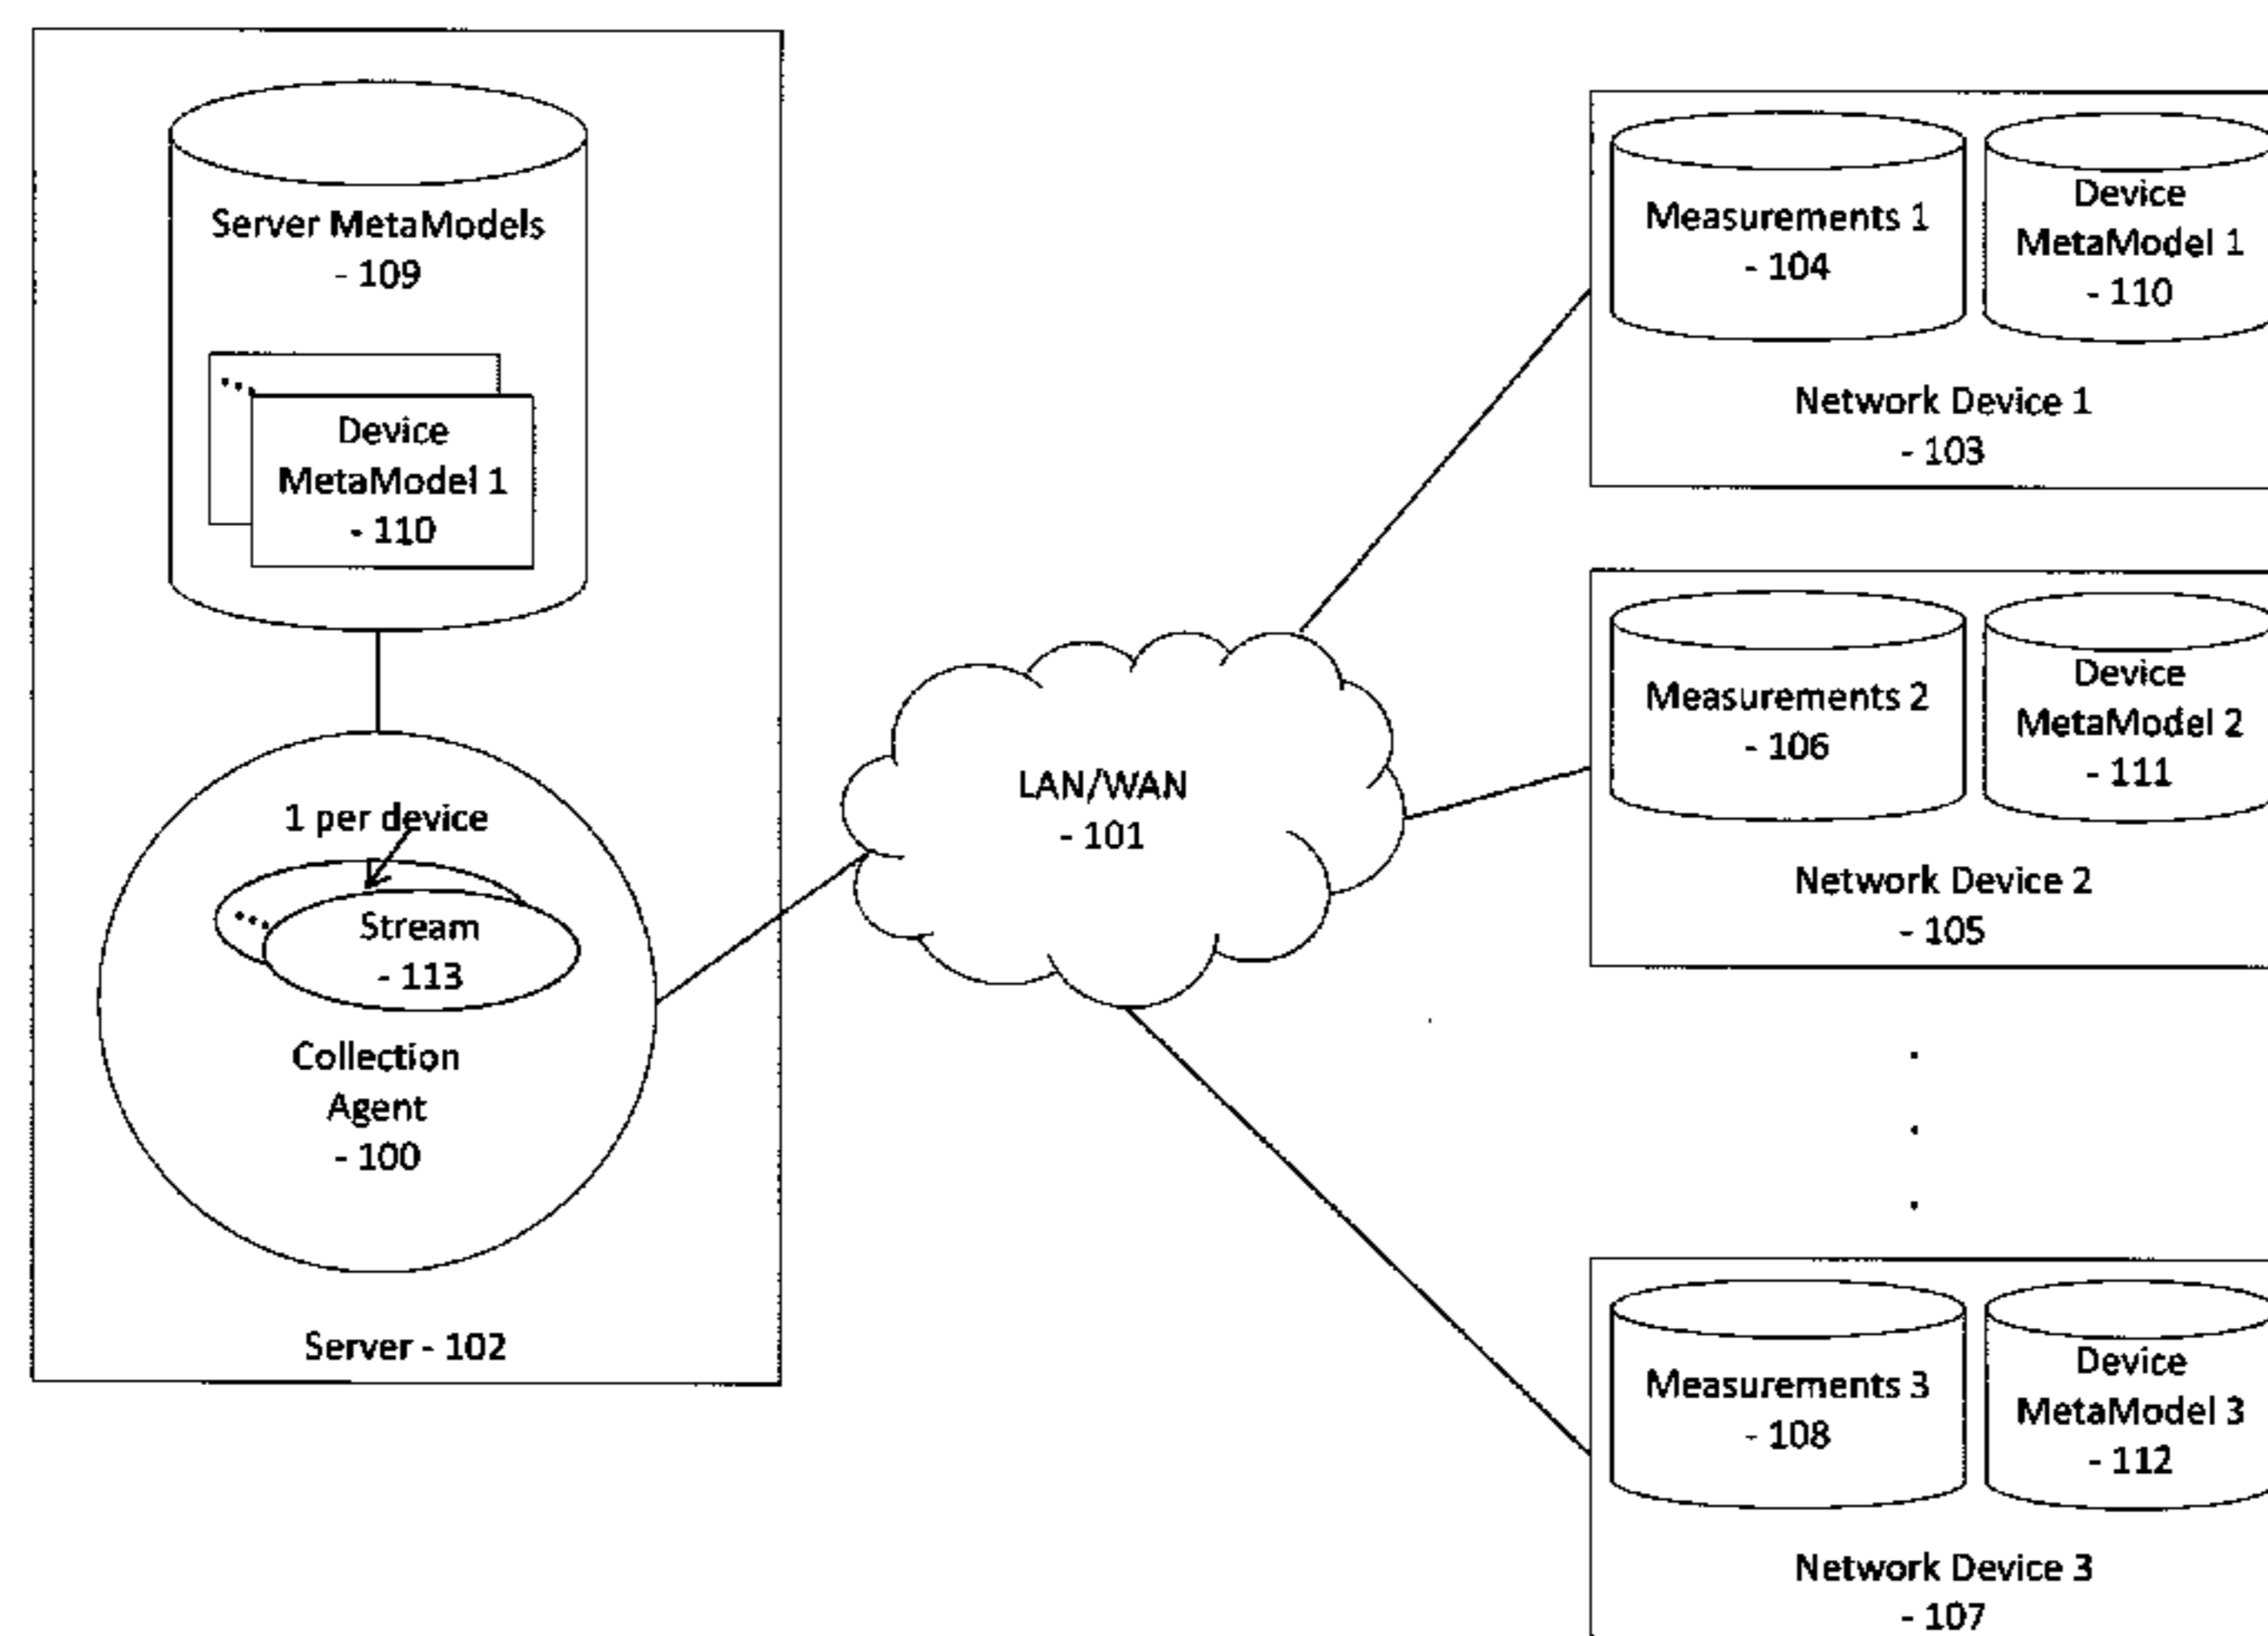 Server MetaModels
- 109
...
Device
MetaModel 1
- 110
1 per device
...
Stream
- 113
Collection
Agent
- 100
Server - 102
LAN/WAN
- 101
Measurements 1
- 104
Device
MetaModel 1
- 110
Network Device 1
- 103
Measurements 2
- 106
Device
MetaModel 2
- 111
Network Device 2
- 105
.
.
.
Measurements 3
- 108
Device
MetaModel 3
- 112
Network Device 3
- 107